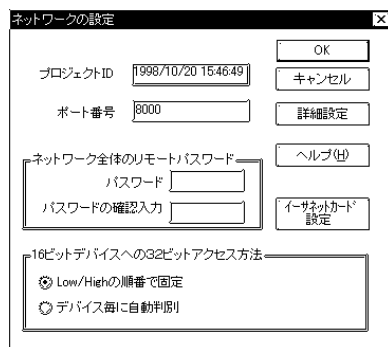 ネットワークの設定
プロジェクトID 1998/10/20 15:46:49
ポート番号 8000
OK
キャンセル
詳細設定
ヘルプ(H)
イーサネットカード設定
ネットワーク全体のリモートパスワード
パスワード
パスワードの確認入力
16ビットデバイスへの32ビットアクセス方法
Low/Highの順番で固定
デバイス毎に自動判別